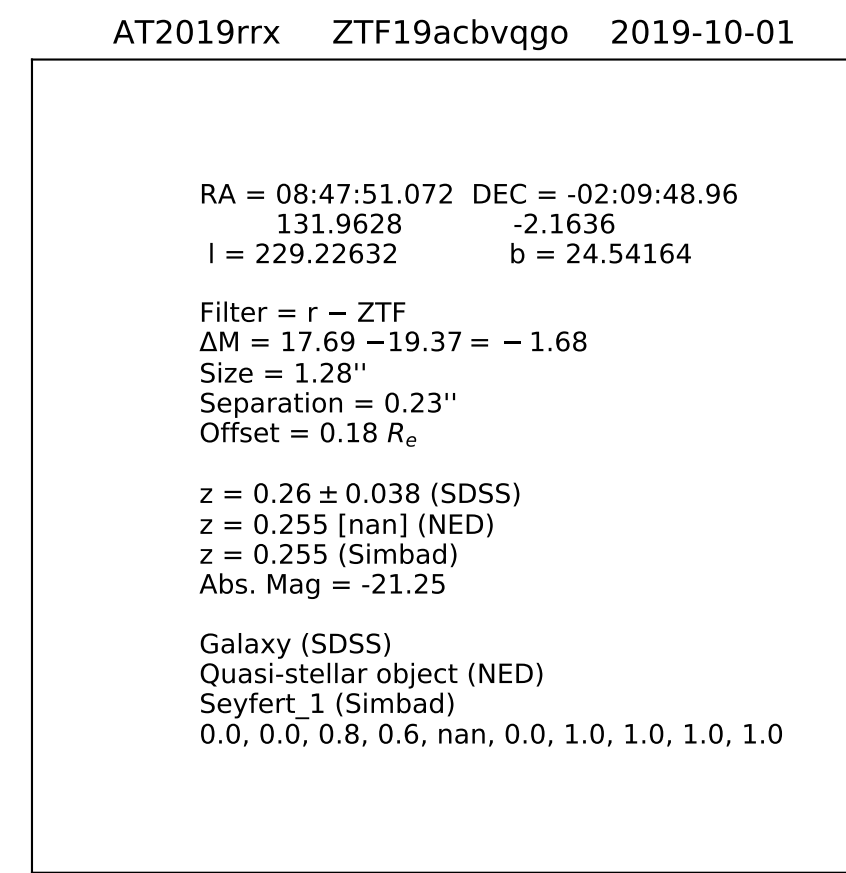 AT2019rrx ZTF19acbvqgo 2019-10-01
RA = 08:47:51.072 DEC = -02:09:48.96
131.9628 -2.1636
l = 229.22632 b = 24.54164
Filter = r − ZTF
ΔM = 17.69 −19.37 = − 1.68
Size = 1.28''
Separation = 0.23''
Offset = 0.18 Rₑ
z = 0.26 ± 0.038 (SDSS)
z = 0.255 [nan] (NED)
z = 0.255 (Simbad)
Abs. Mag = -21.25
Galaxy (SDSS)
Quasi-stellar object (NED)
Seyfert_1 (Simbad)
0.0, 0.0, 0.8, 0.6, nan, 0.0, 1.0, 1.0, 1.0, 1.0